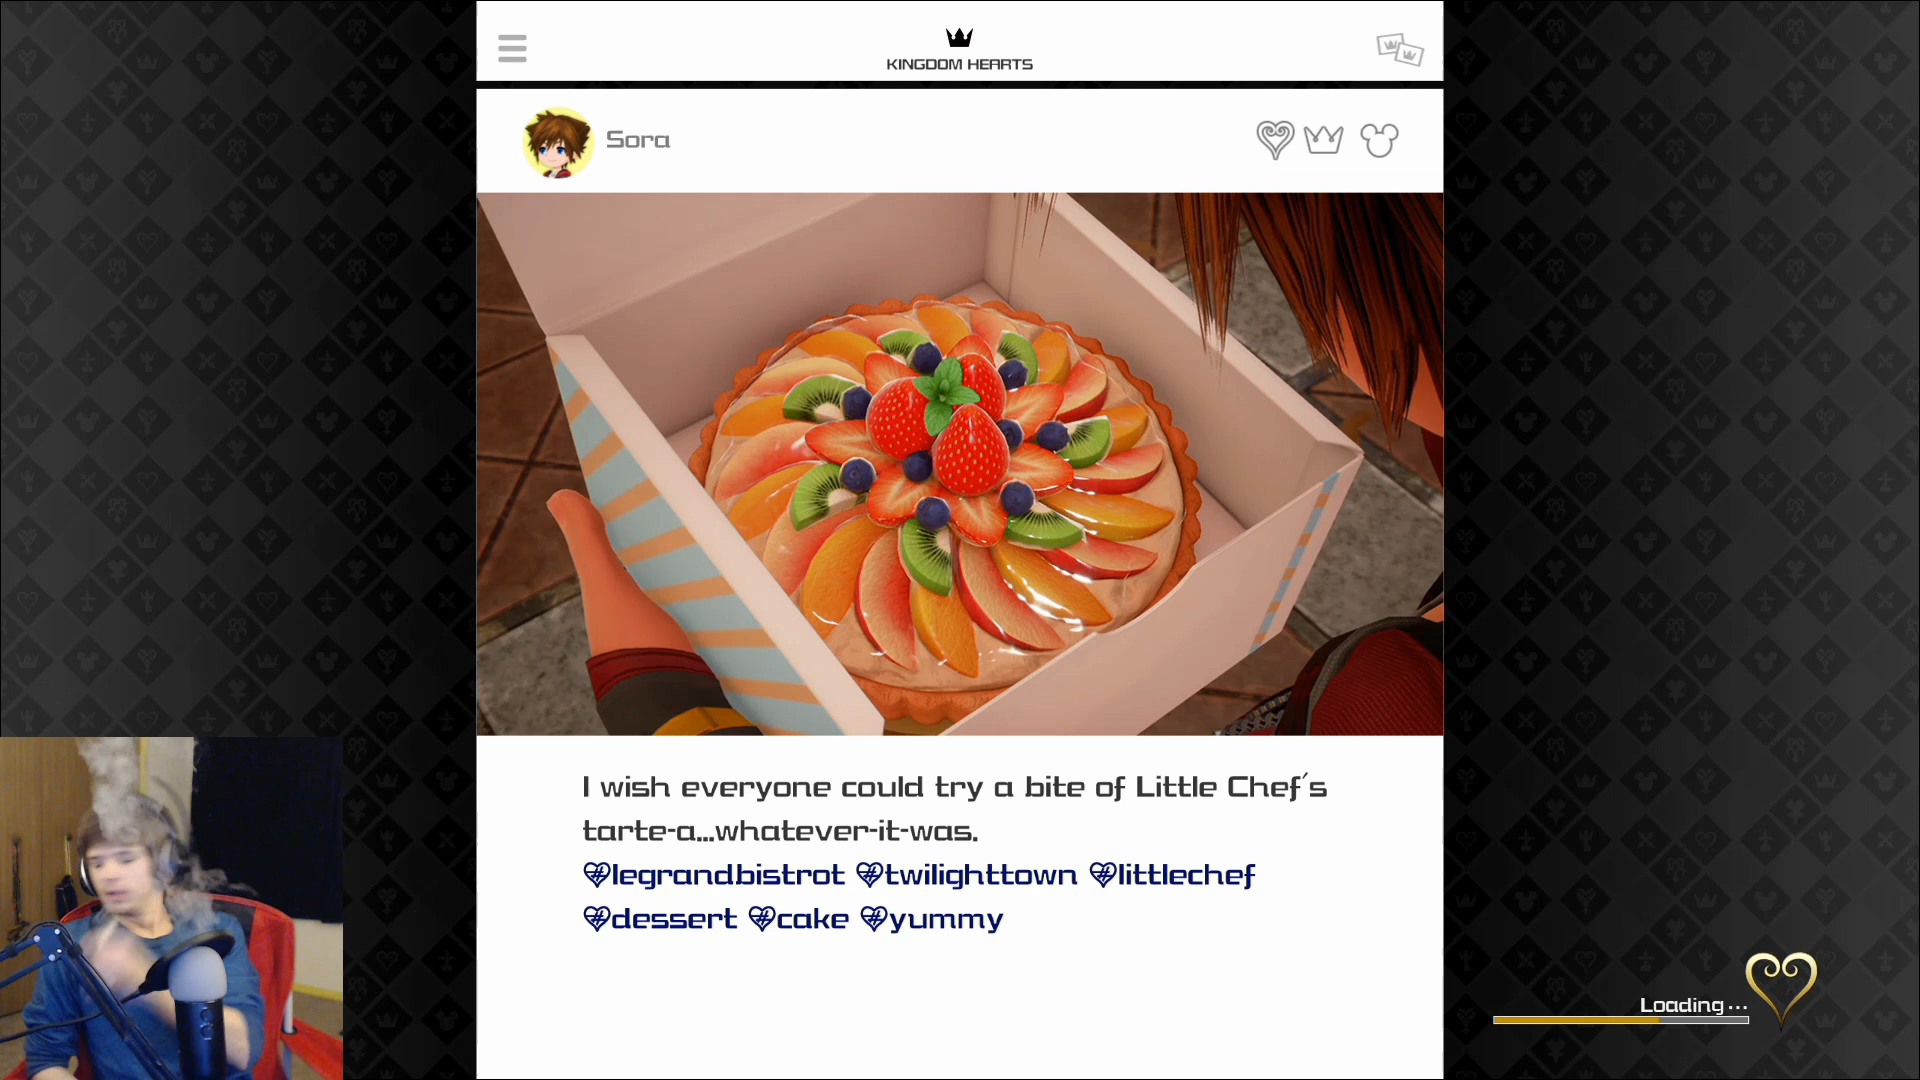 KINGDOM HEARTS
Sora
I wish everyone could try a bite of Little Chef's
tarte-a...whatever-it-was.
#legrandbistrot #twilighttown #littlechef
#dessert #cake #yummy
Loading...